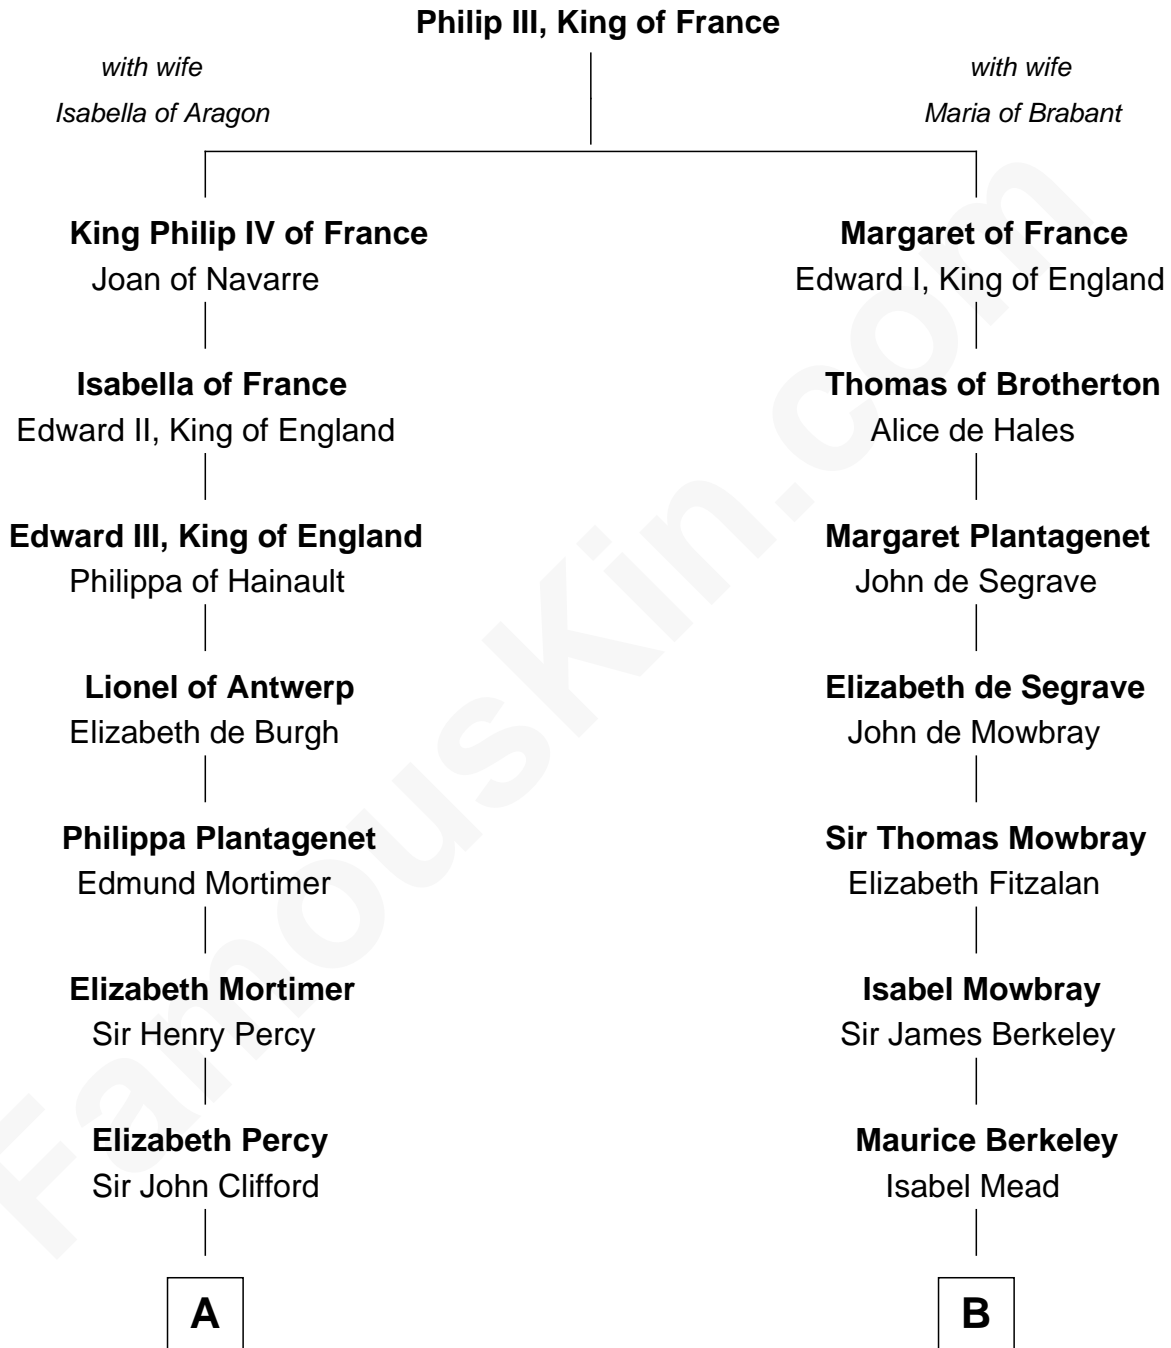 Philip III, King of France
with wife
Isabella of Aragon
with wife
Maria of Brabant
King Philip IV of France
Joan of Navarre
Margaret of France
Edward I, King of England
Isabella of France
Edward II, King of England
Thomas of Brotherton
Alice de Hales
Edward III, King of England
Philippa of Hainault
Margaret Plantagenet
John de Segrave
Lionel of Antwerp
Elizabeth de Burgh
Elizabeth de Segrave
John de Mowbray
Philippa Plantagenet
Edmund Mortimer
Sir Thomas Mowbray
Elizabeth Fitzalan
Elizabeth Mortimer
Sir Henry Percy
Isabel Mowbray
Sir James Berkeley
Elizabeth Percy
Sir John Clifford
Maurice Berkeley
Isabel Mead
A
B
FamousKin.com